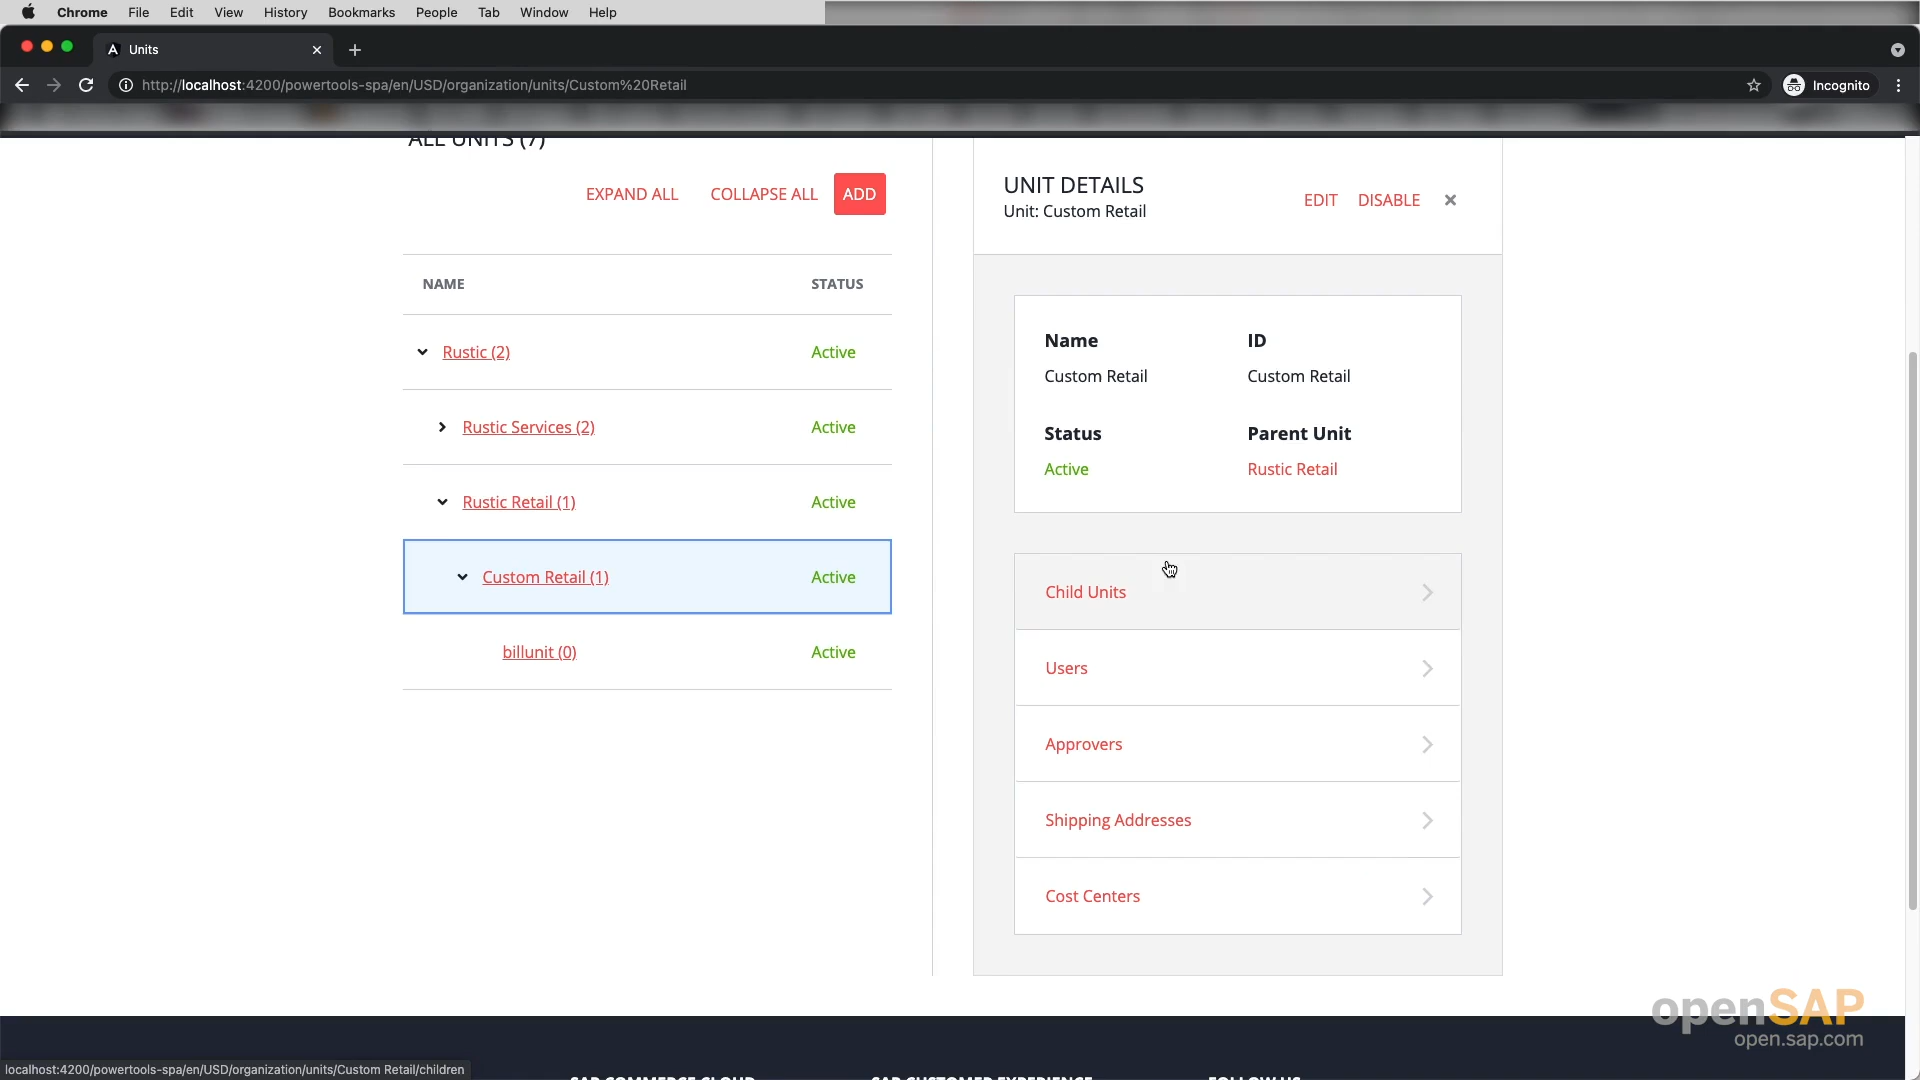 Chrome File Edit View History Bookmarks People Tab Window Help
Units
http://localhost:4200/powertools-spa/en/USD/organization/units/Custom%20Retail
Incognito
ALL UNITS (7)
EXPAND ALL COLLAPSE ALL ADD
NAME STATUS
Rustic (2) Active
Rustic Services (2) Active
Rustic Retail (1) Active
Custom Retail (1) Active
billunit (0) Active
UNIT DETAILS
Unit: Custom Retail
EDIT DISABLE
Name ID
Custom Retail Custom Retail
Status Parent Unit
Active Rustic Retail
Child Units
Users
Approvers
Shipping Addresses
Cost Centers
openSAP
open.sap.com
localhost:4200/powertools-spa/en/USD/organization/units/Custom Retail/children
SAP COMMERCE CLOUD SAP CUSTOMER EXPERIENCE FOLLOW US